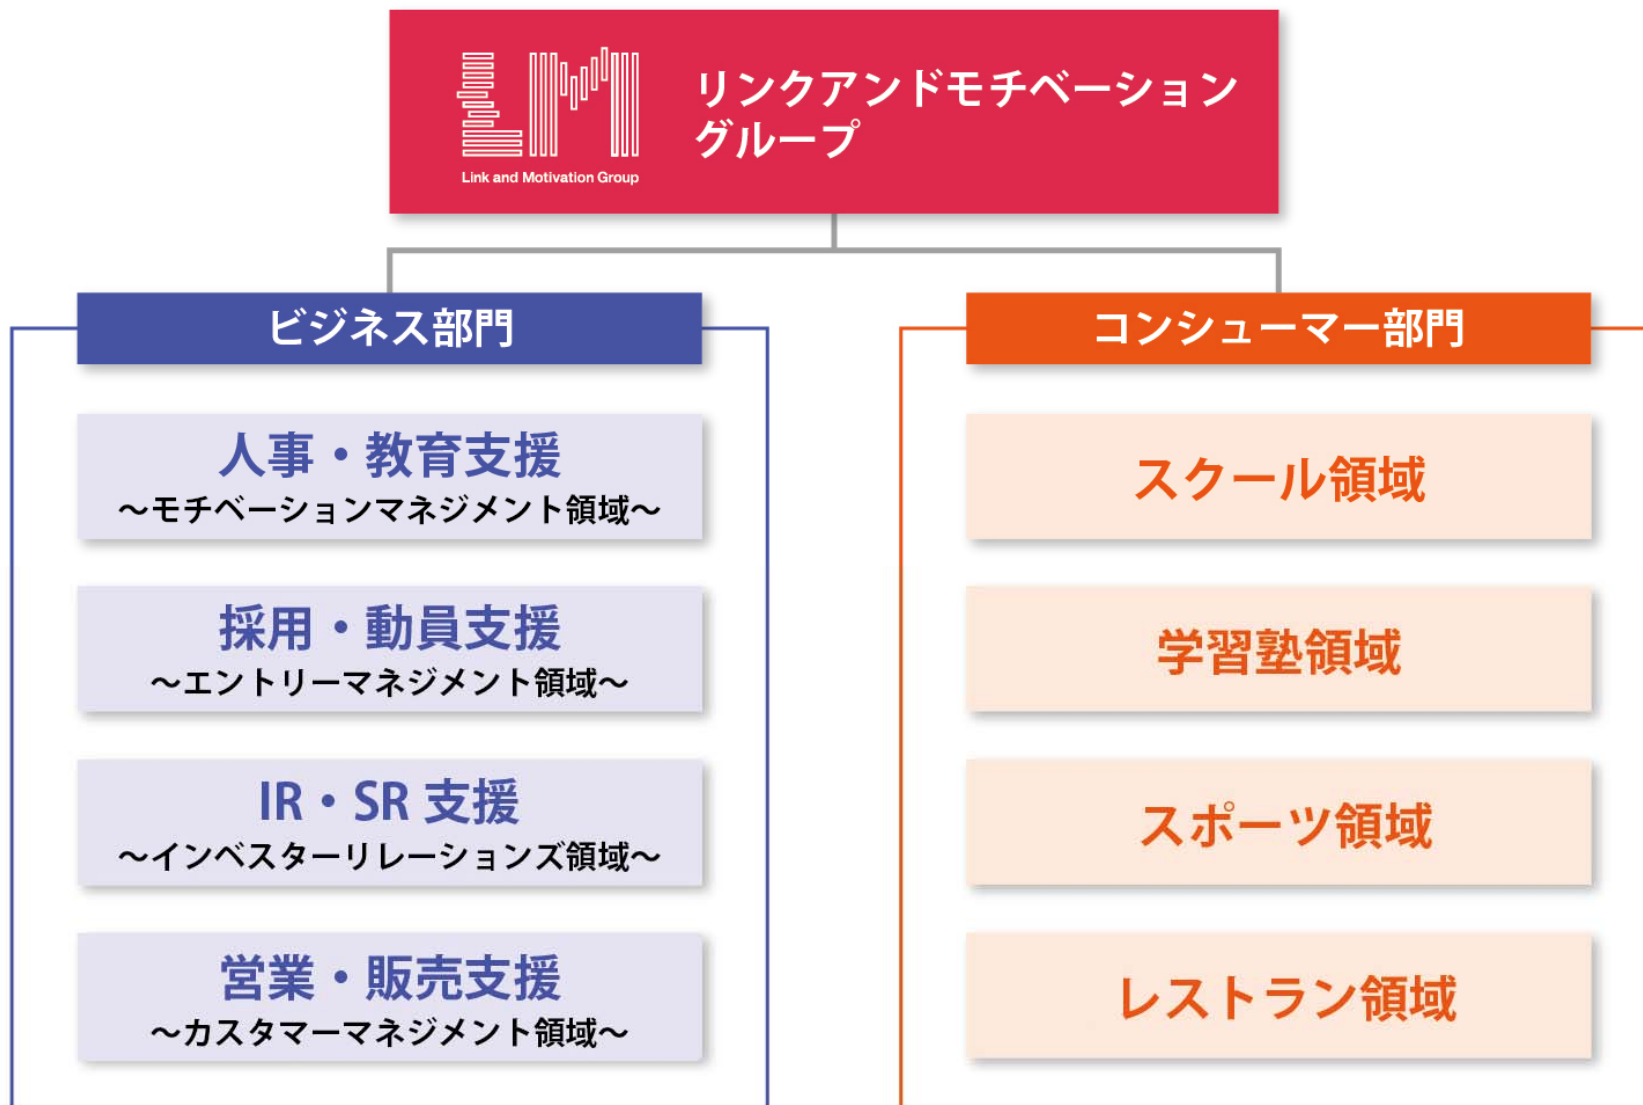 リンクアンドモチベーション
グループ
Link and Motivation Group
ビジネス部門
人事・教育支援
～モチベーションマネジメント領域～
採用・動員支援
～エントリーマネジメント領域～
IR・SR 支援
～インベスターリレーションズ領域～
営業・販売支援
～カスタマーマネジメント領域～
コンシューマー部門
スクール領域
学習塾領域
スポーツ領域
レストラン領域